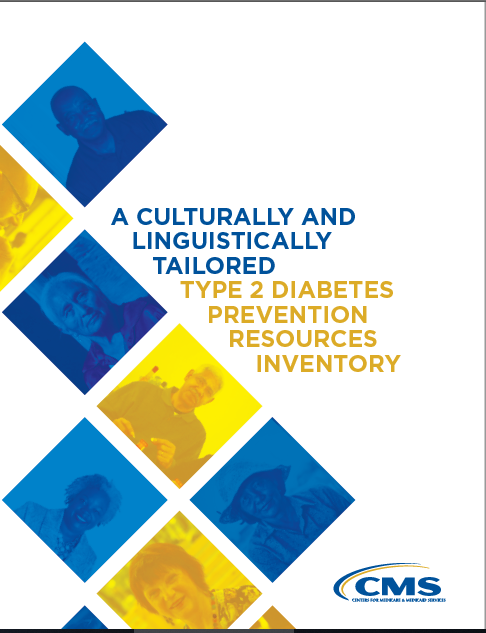 A CULTURALLY AND
LINGUISTICALLY
TAILORED
TYPE 2 DIABETES
PREVENTION
RESOURCES
INVENTORY
CMS
CENTERS FOR MEDICARE & MEDICAID SERVICES